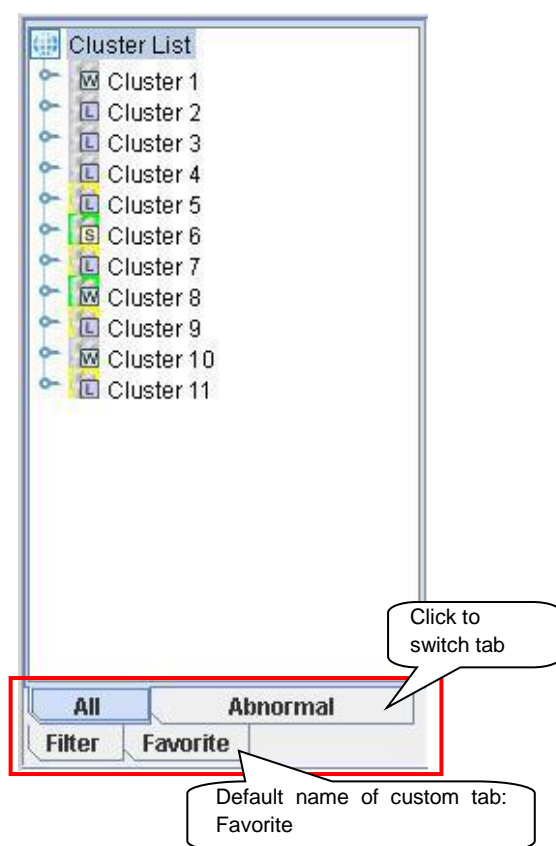 Cluster List
W Cluster 1
L Cluster 2
L Cluster 3
L Cluster 4
L Cluster 5
S Cluster 6
L Cluster 7
W Cluster 8
L Cluster 9
W Cluster 10
L Cluster 11
Click to
switch tab
All Abnormal
Filter Favorite
Default name of custom tab:
Favorite